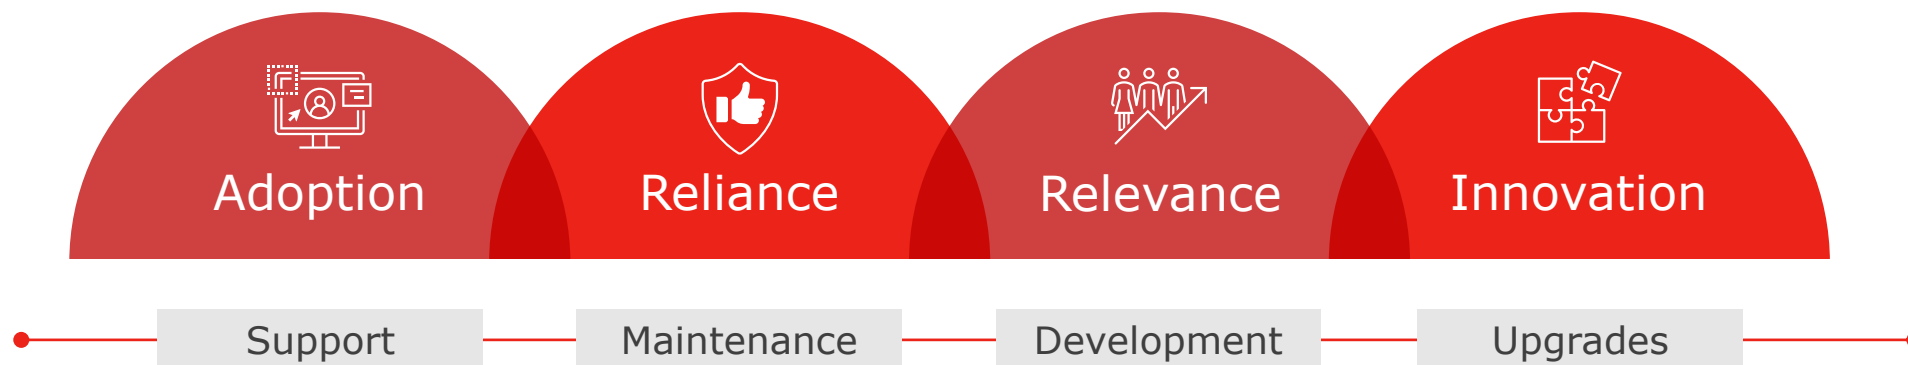 Adoption
Reliance
Relevance
Innovation
Support
Maintenance
Development
Upgrades